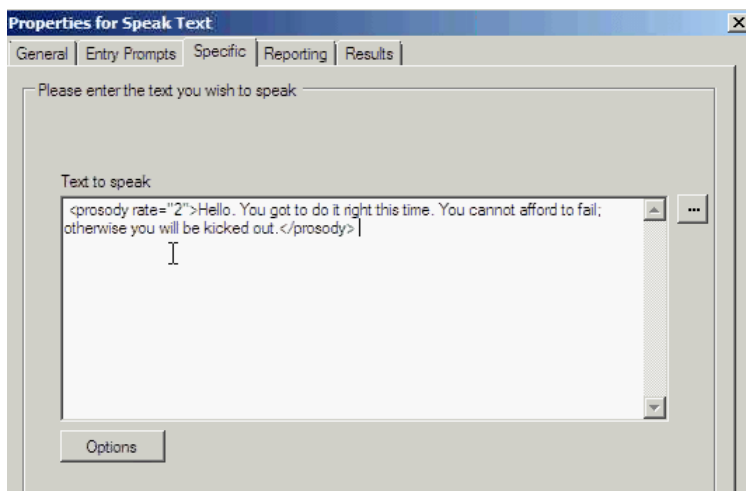 Properties for Speak Text
General Entry Prompts Specific Reporting Results
Please enter the text you wish to speak
Text to speak
<prosody rate="2">Hello. You got to do it right this time. You cannot afford to fail;
otherwise you will be kicked out.</prosody>
...
Options